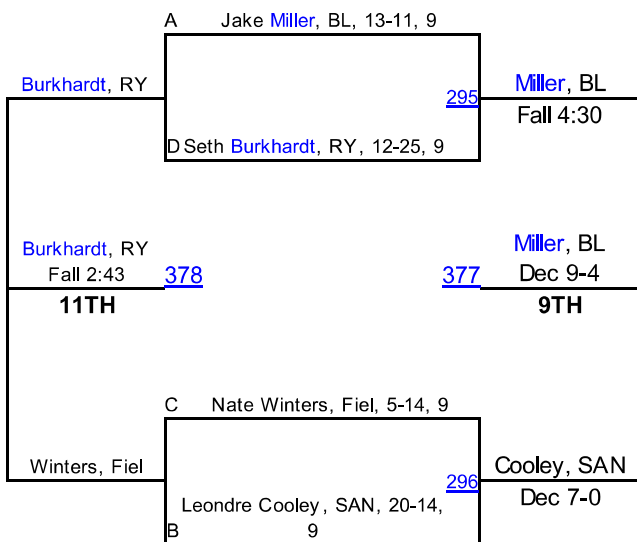 A Jake Miller, BL, 13-11, 9
Burkhardt, RY
295
Miller, BL
Fall 4:30
D Seth Burkhardt, RY, 12-25, 9
Burkhardt, RY
Fall 2:43
378
11TH
377
Miller, BL
Dec 9-4
9TH
C Nate Winters, Fiel, 5-14, 9
Winters, Fiel
296
Cooley, SAN
Dec 7-0
Leondre Cooley, SAN, 20-14,
B 9